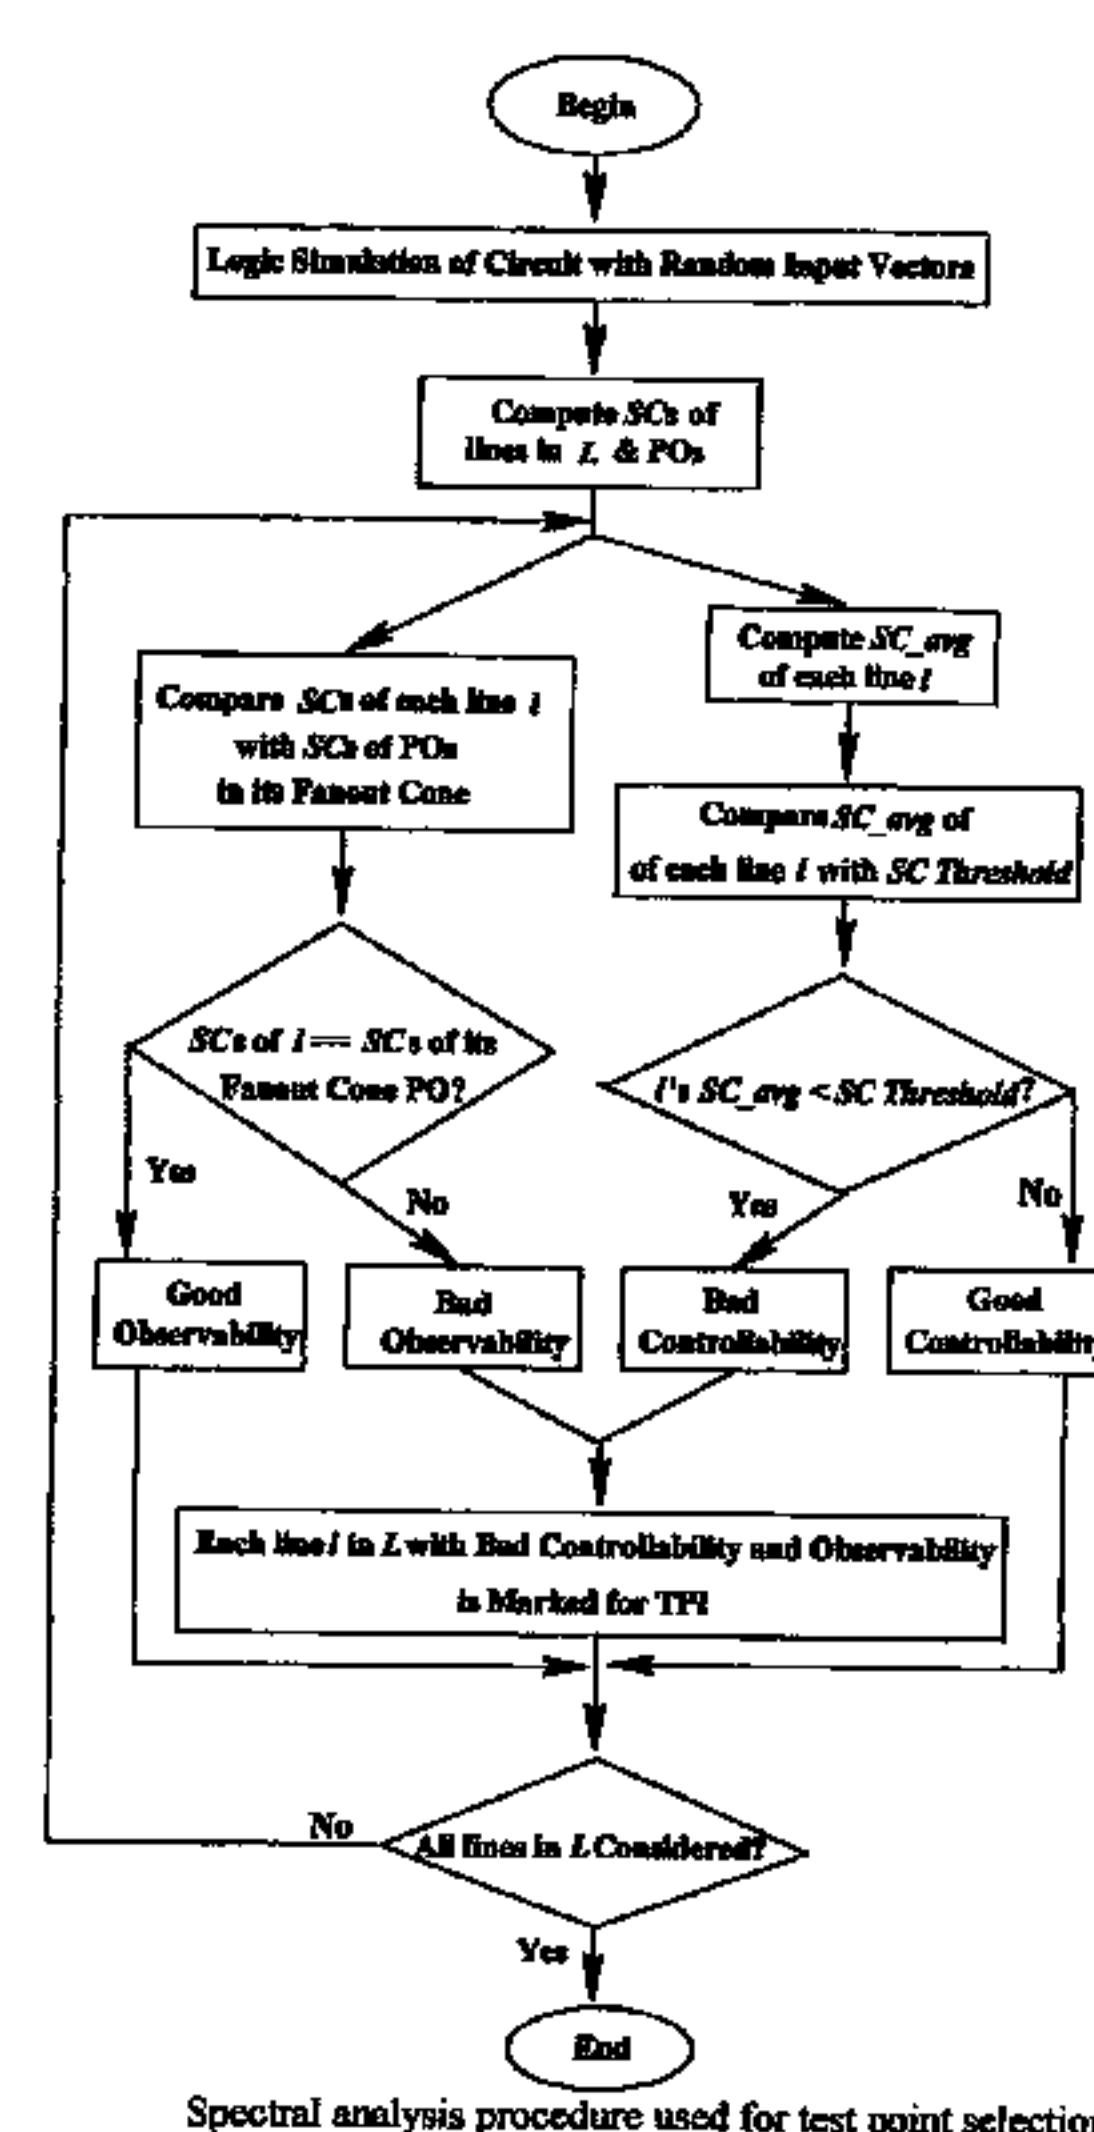 Begin
Logic Simulation of Circuit with Random Input Vectors
Compute SCs of
lines in L & POs
Compute SC_avg
of each line l
Compare SCs of each line l
with SCs of POs
in its Fanout Cone
Compare SC_avg of
of each line l with SC Threshold
SCs of l == SCs of its
Fanout Cone PO?
l's SC_avg < SC Threshold?
Yes
No
Yes
No
Good
Observability
Bad
Observability
Bad
Controllability
Good
Controllability
Each line l in L with Bad Controllability and Observability
is Marked for TPI
No
All lines in L Considered?
Yes
End
Spectral analysis procedure used for test point selection